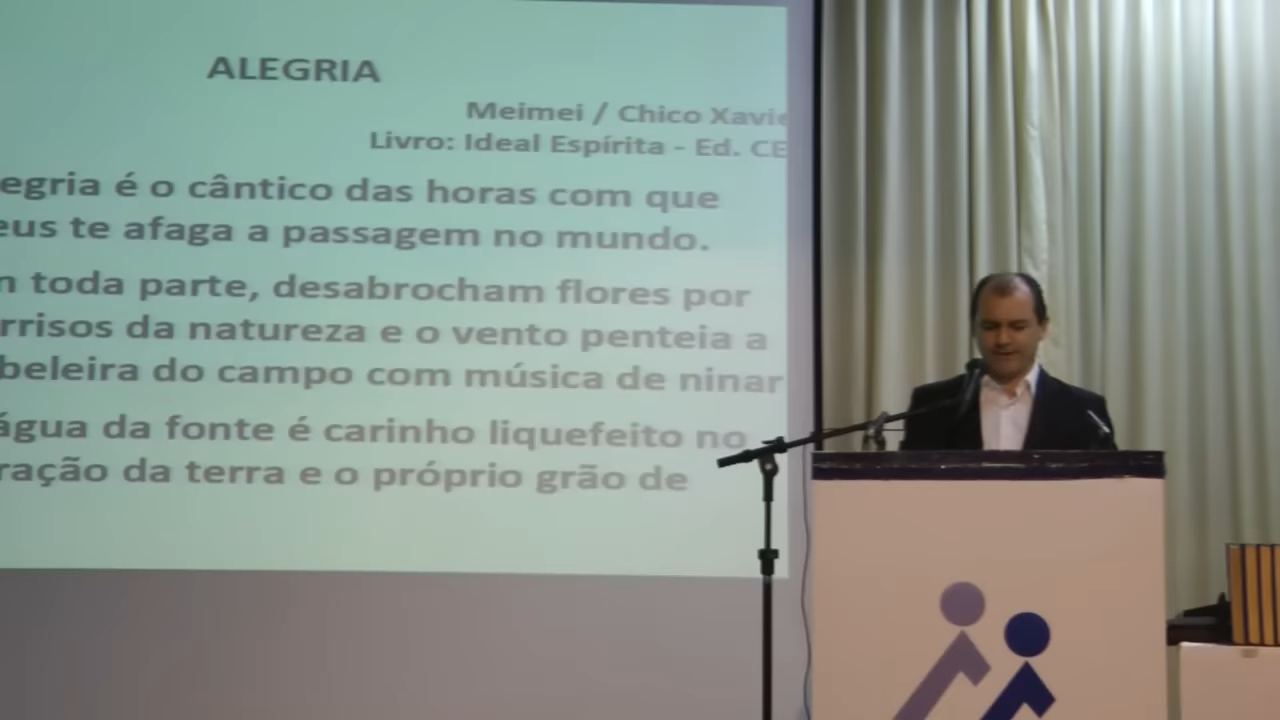 ALEGRIA
Meimei / Chico Xavie
Livro: Ideal Espírita - Ed. CE
egria é o cântico das horas com que
eus te afaga a passagem no mundo.
n toda parte, desabrocham flores por
rrisos da natureza e o vento penteia a
beleira do campo com música de ninar
água da fonte é carinho liquefeito no
ração da terra e o próprio grão de